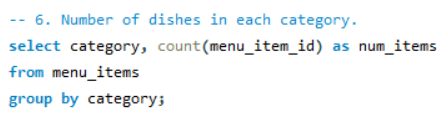 -- 6. Number of dishes in each category.
select category, count(menu_item_id) as num_items
from menu_items
group by category;